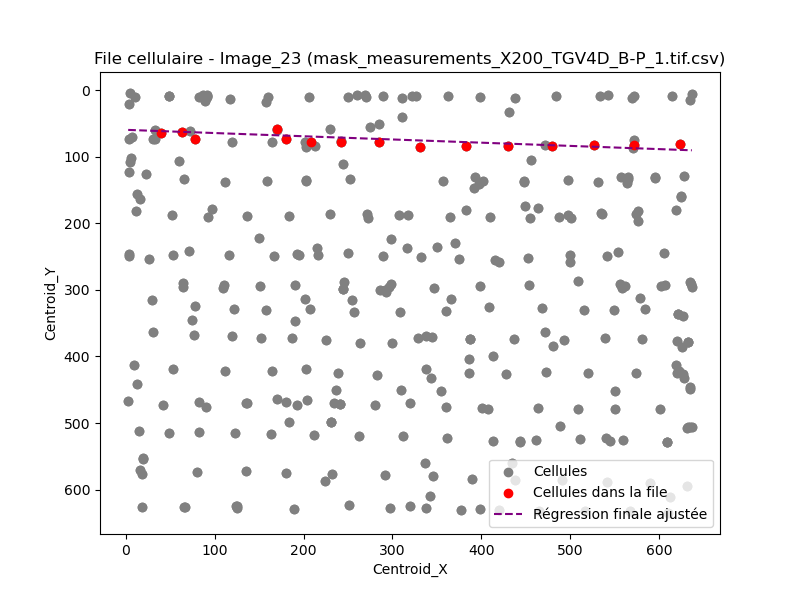 File cellulaire - Image_23 (mask_measurements_X200_TGV4D_B-P_1.tif.csv)
0
100
200
300
400
500
600
Centroid_Y
Cellules
Cellules dans la file
Régression finale ajustée
0 100 200 300 400 500 600
Centroid_X